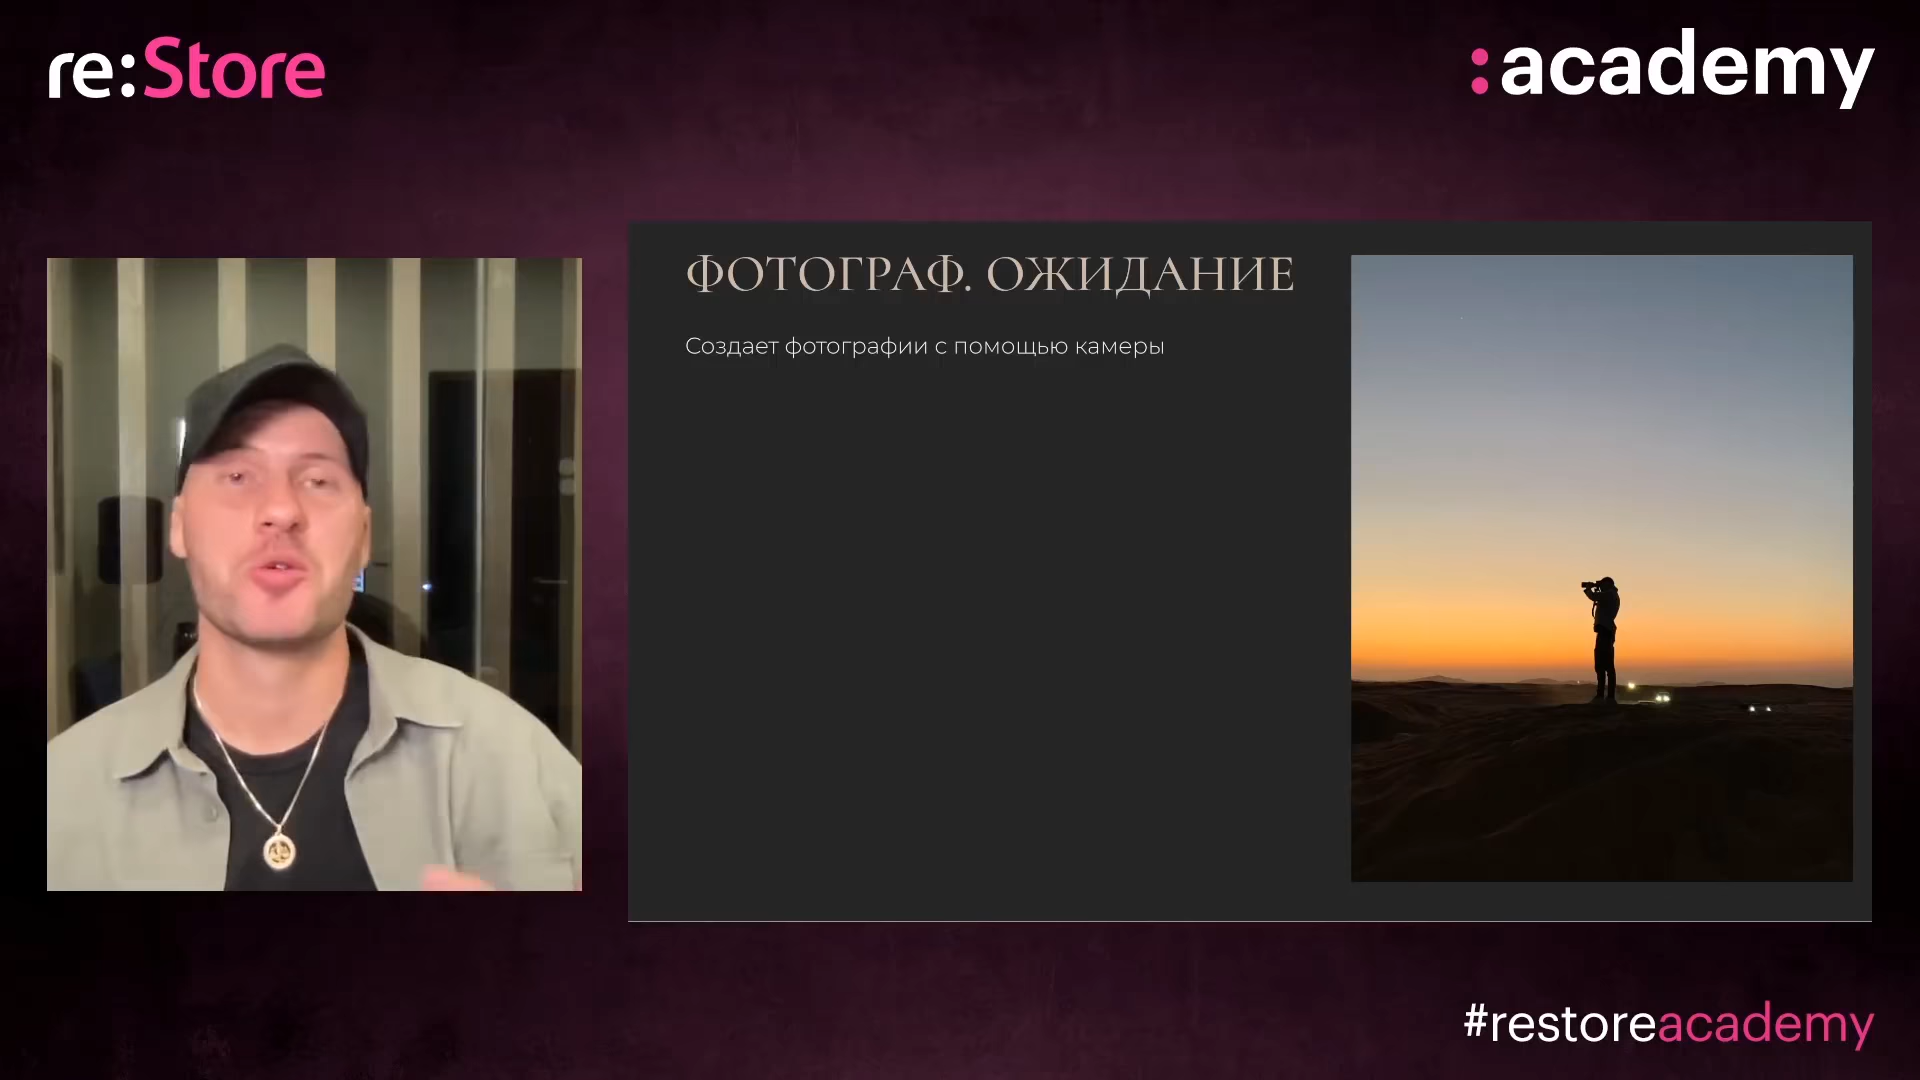 re:Store
:academy
ФОТОГРАФ. ОЖИДАНИЕ
Создает фотографии с помощью камеры
#restoreacademy